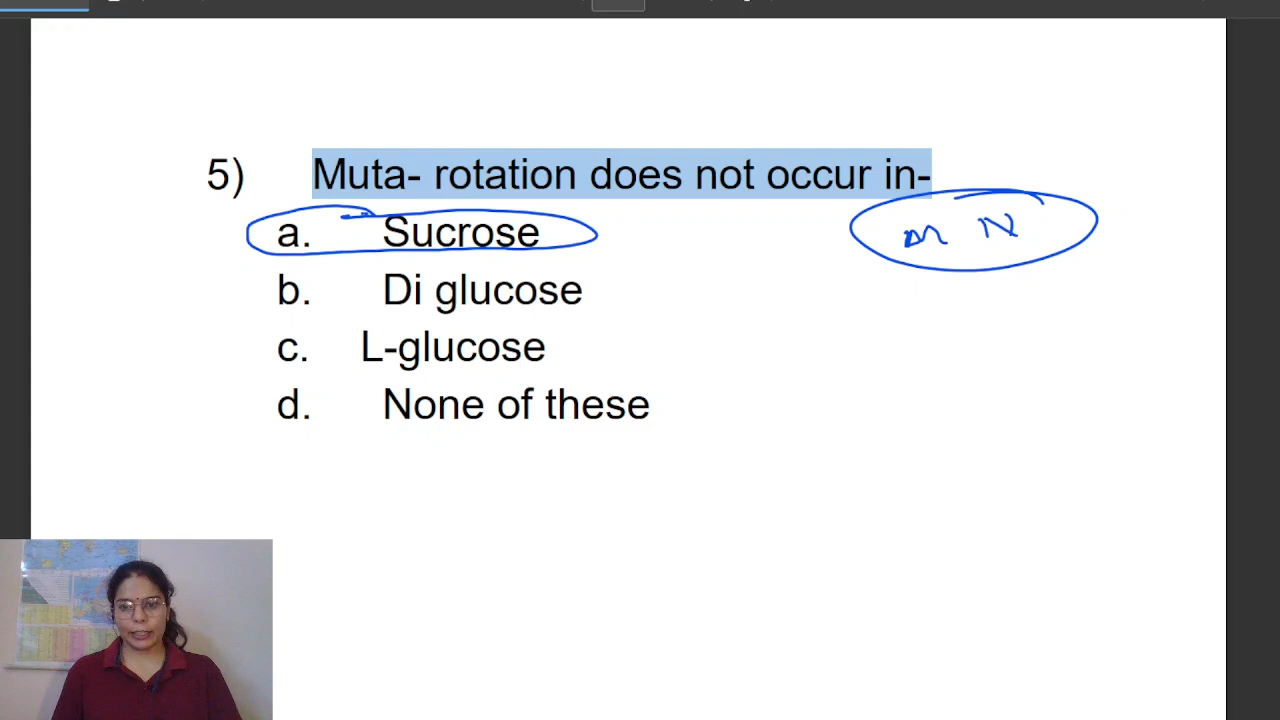 5) Muta- rotation does not occur in-
a. Sucrose
b. Di glucose
c. L-glucose
d. None of these